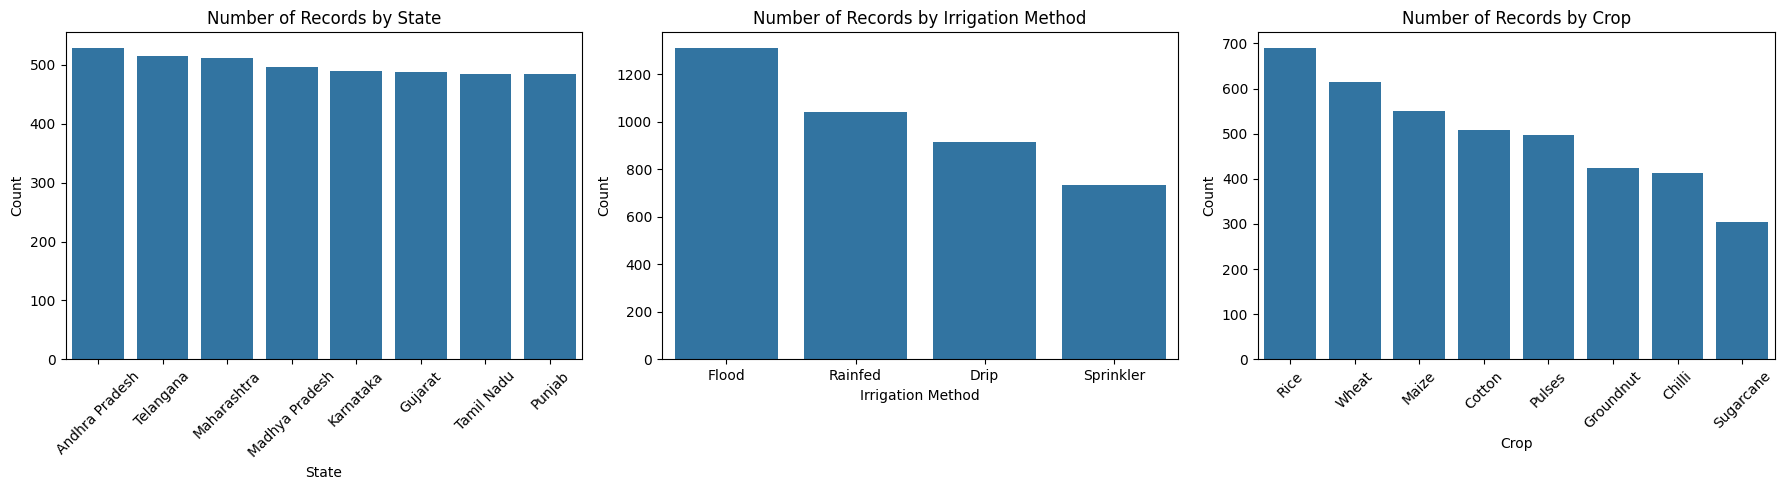 Number of Records by State
500
400
300
200
100
0
Count
Andhra Pradesh
Telangana
Maharashtra
Madhya Pradesh
Karnataka
Gujarat
Tamil Nadu
Punjab
State
Number of Records by Irrigation Method
1200
1000
800
600
400
200
0
Count
Flood
Rainfed
Drip
Sprinkler
Irrigation Method
Number of Records by Crop
700
600
500
400
300
200
100
0
Count
Rice
Wheat
Maize
Cotton
Pulses
Groundnut
Chilli
Sugarcane
Crop